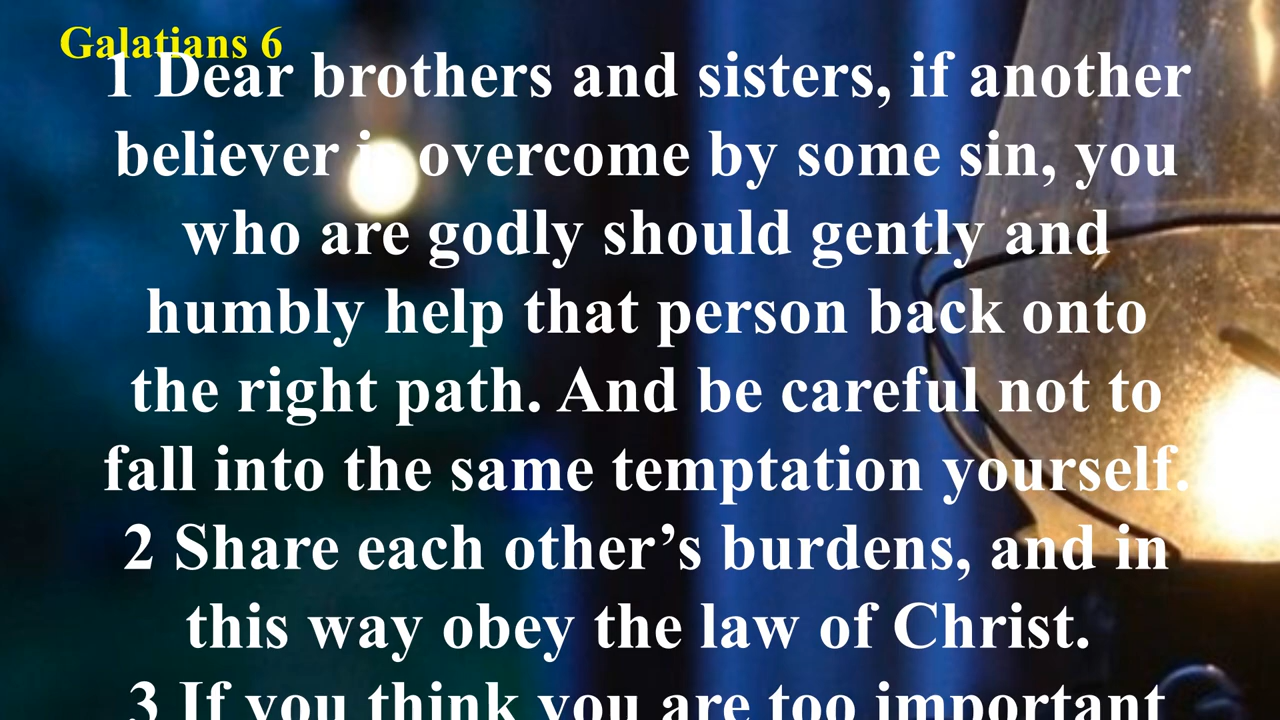 Galatians 6
1 Dear brothers and sisters, if another
believer is overcome by some sin, you
who are godly should gently and
humbly help that person back onto
the right path. And be careful not to
fall into the same temptation yourself.
2 Share each other’s burdens, and in
this way obey the law of Christ.
3 If you think you are too important